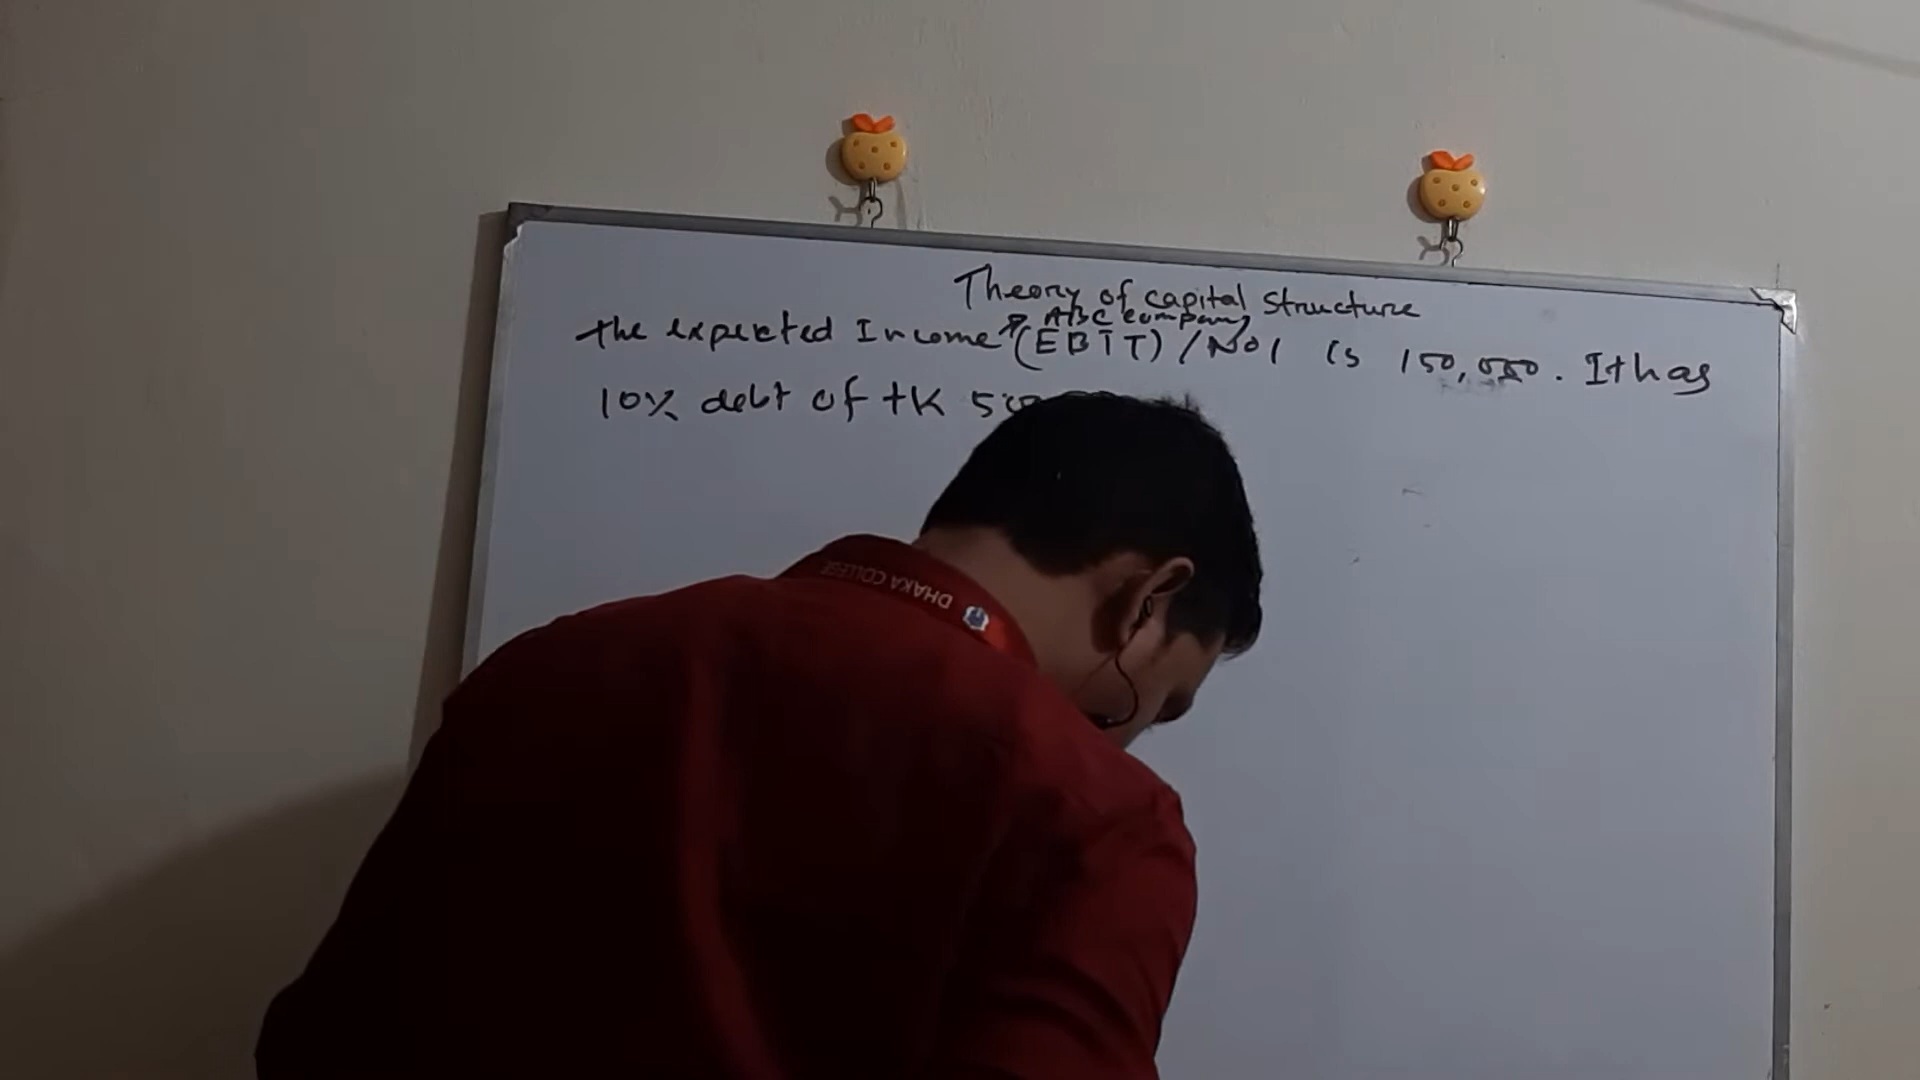 Theory of capital structure
ABC company
the expected Income (EBIT) / NOI is 150,000. It has
10% debt of tk
DHAKA COLLEGE